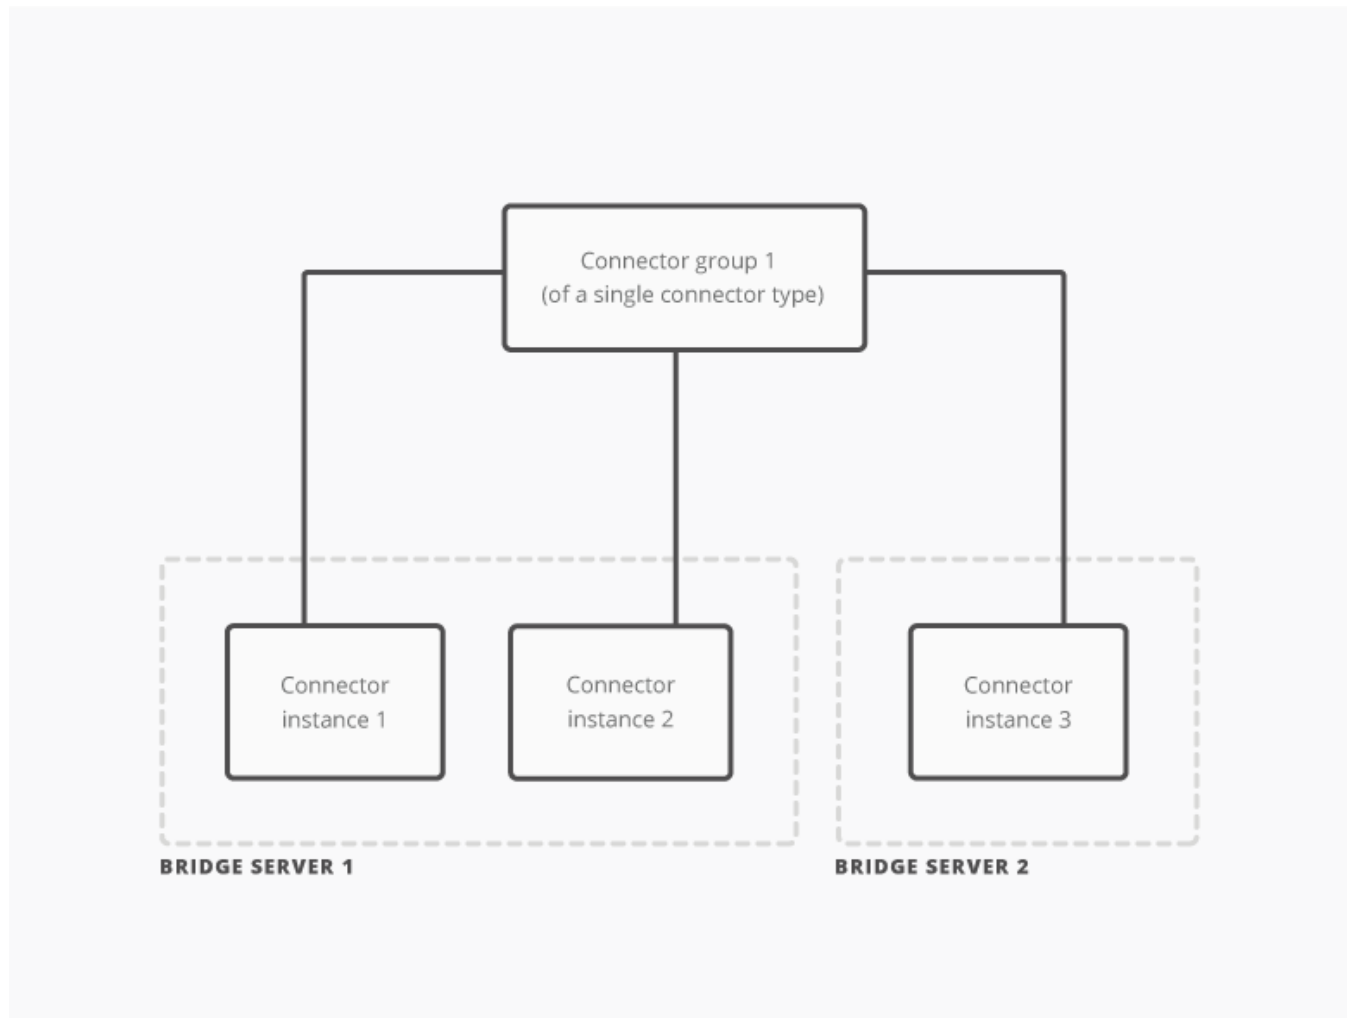 Connector group 1
(of a single connector type)
Connector
instance 1
Connector
instance 2
Connector
instance 3
BRIDGE SERVER 1
BRIDGE SERVER 2